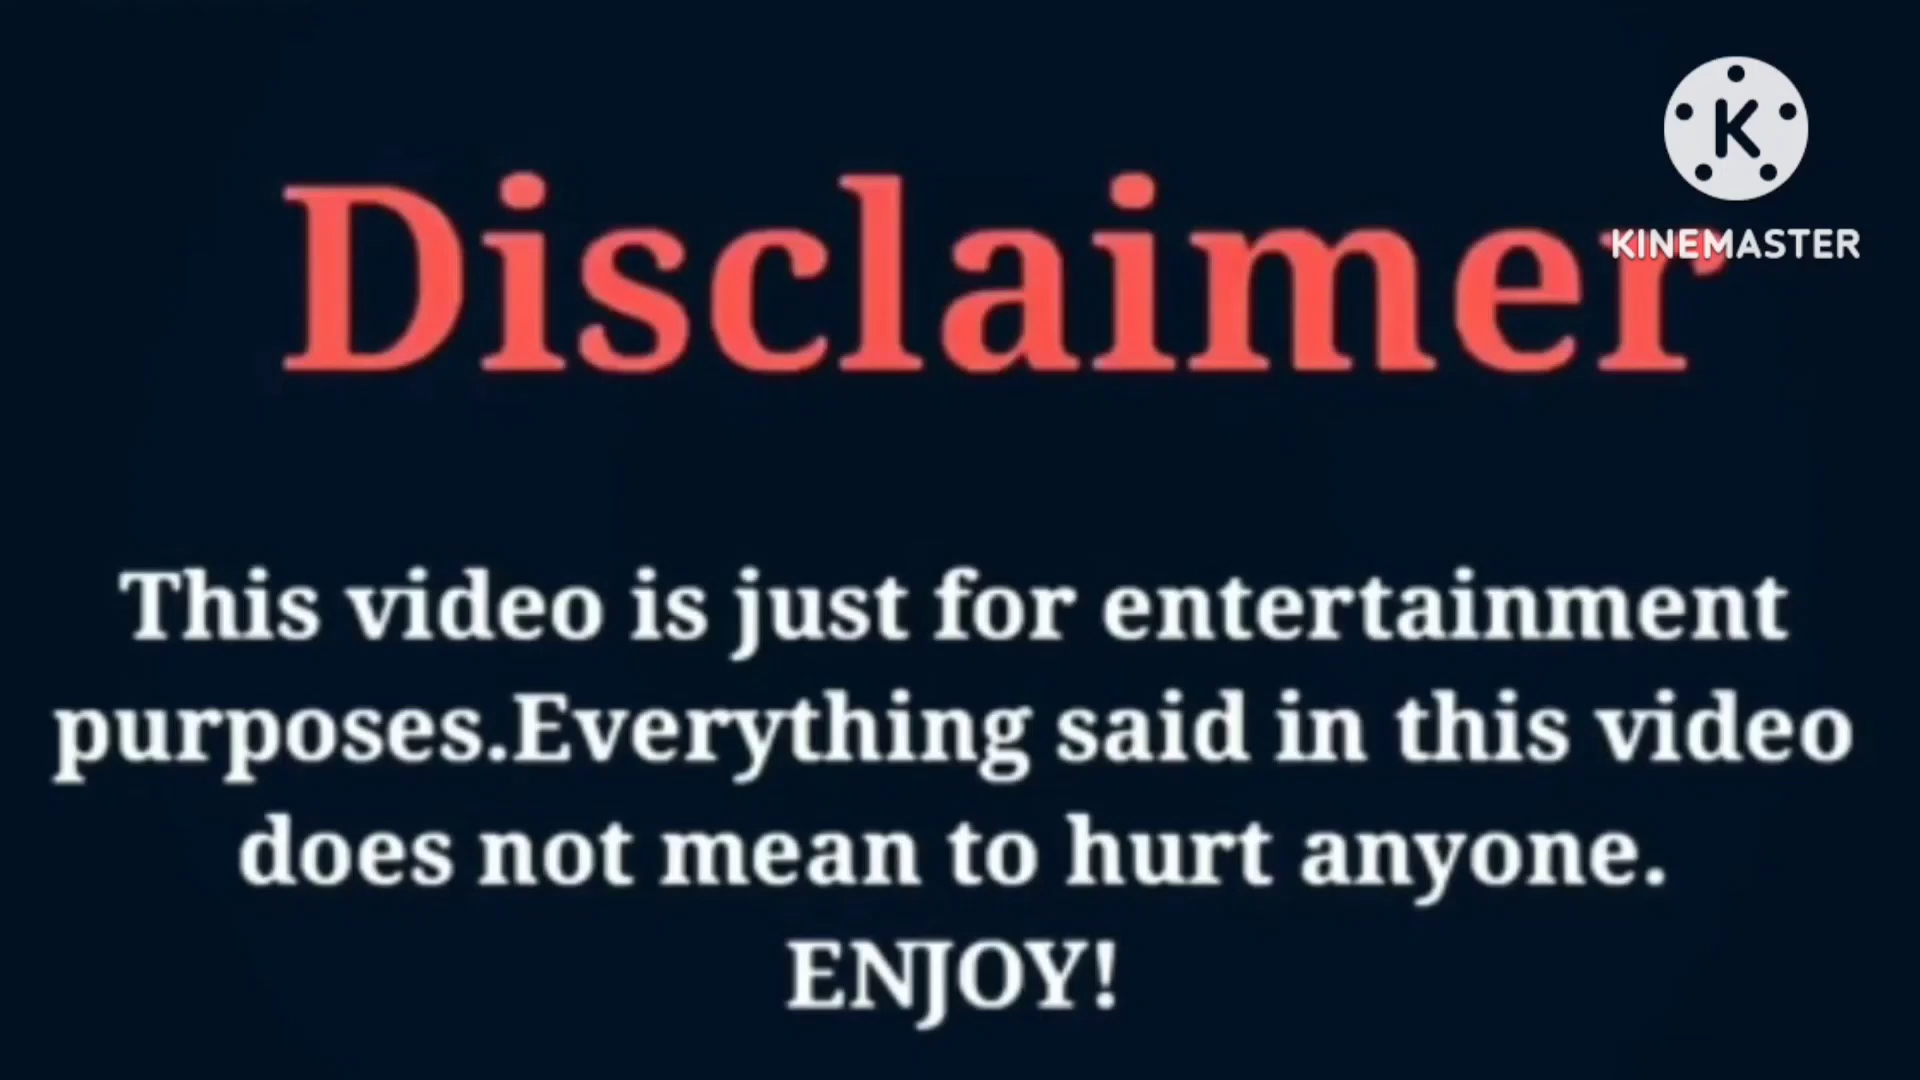 K
KINEMASTER
Disclaimer
This video is just for entertainment
purposes.Everything said in this video
does not mean to hurt anyone.
ENJOY!